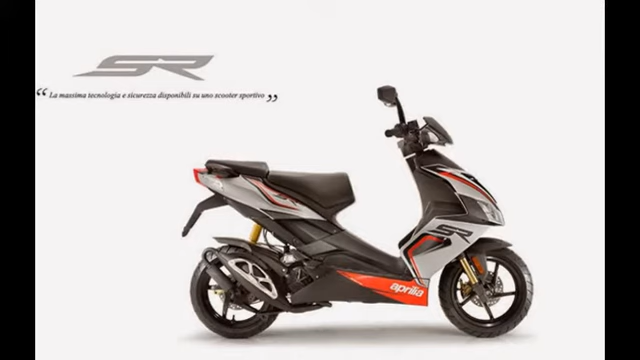 SR
“ La massima tecnologia e sicurezza disponibili su uno scooter sportivo ”
SR
aprilia